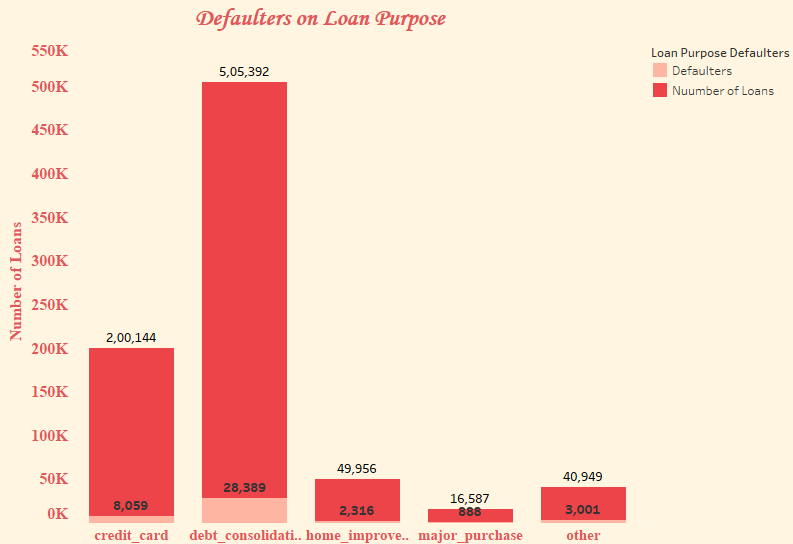 Defaulters on Loan Purpose
Loan Purpose Defaulters
Defaulters
Nuumber of Loans
Number of Loans
550K
500K
450K
400K
350K
300K
250K
200K
150K
100K
50K
0K
2,00,144
8,059
5,05,392
28,389
49,956
2,316
16,587
888
40,949
3,001
credit_card debt_consolidati.. home_improve.. major_purchase other